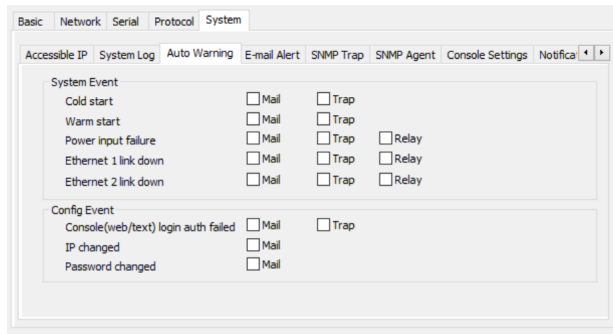 Basic Network Serial Protocol System
Accessible IP System Log Auto Warning E-mail Alert SNMP Trap SNMP Agent Console Settings Notificat
System Event
Cold start Mail Trap
Warm start Mail Trap
Power input failure Mail Trap Relay
Ethernet 1 link down Mail Trap Relay
Ethernet 2 link down Mail Trap Relay
Config Event
Console(web/text) login auth failed Mail Trap
IP changed Mail
Password changed Mail